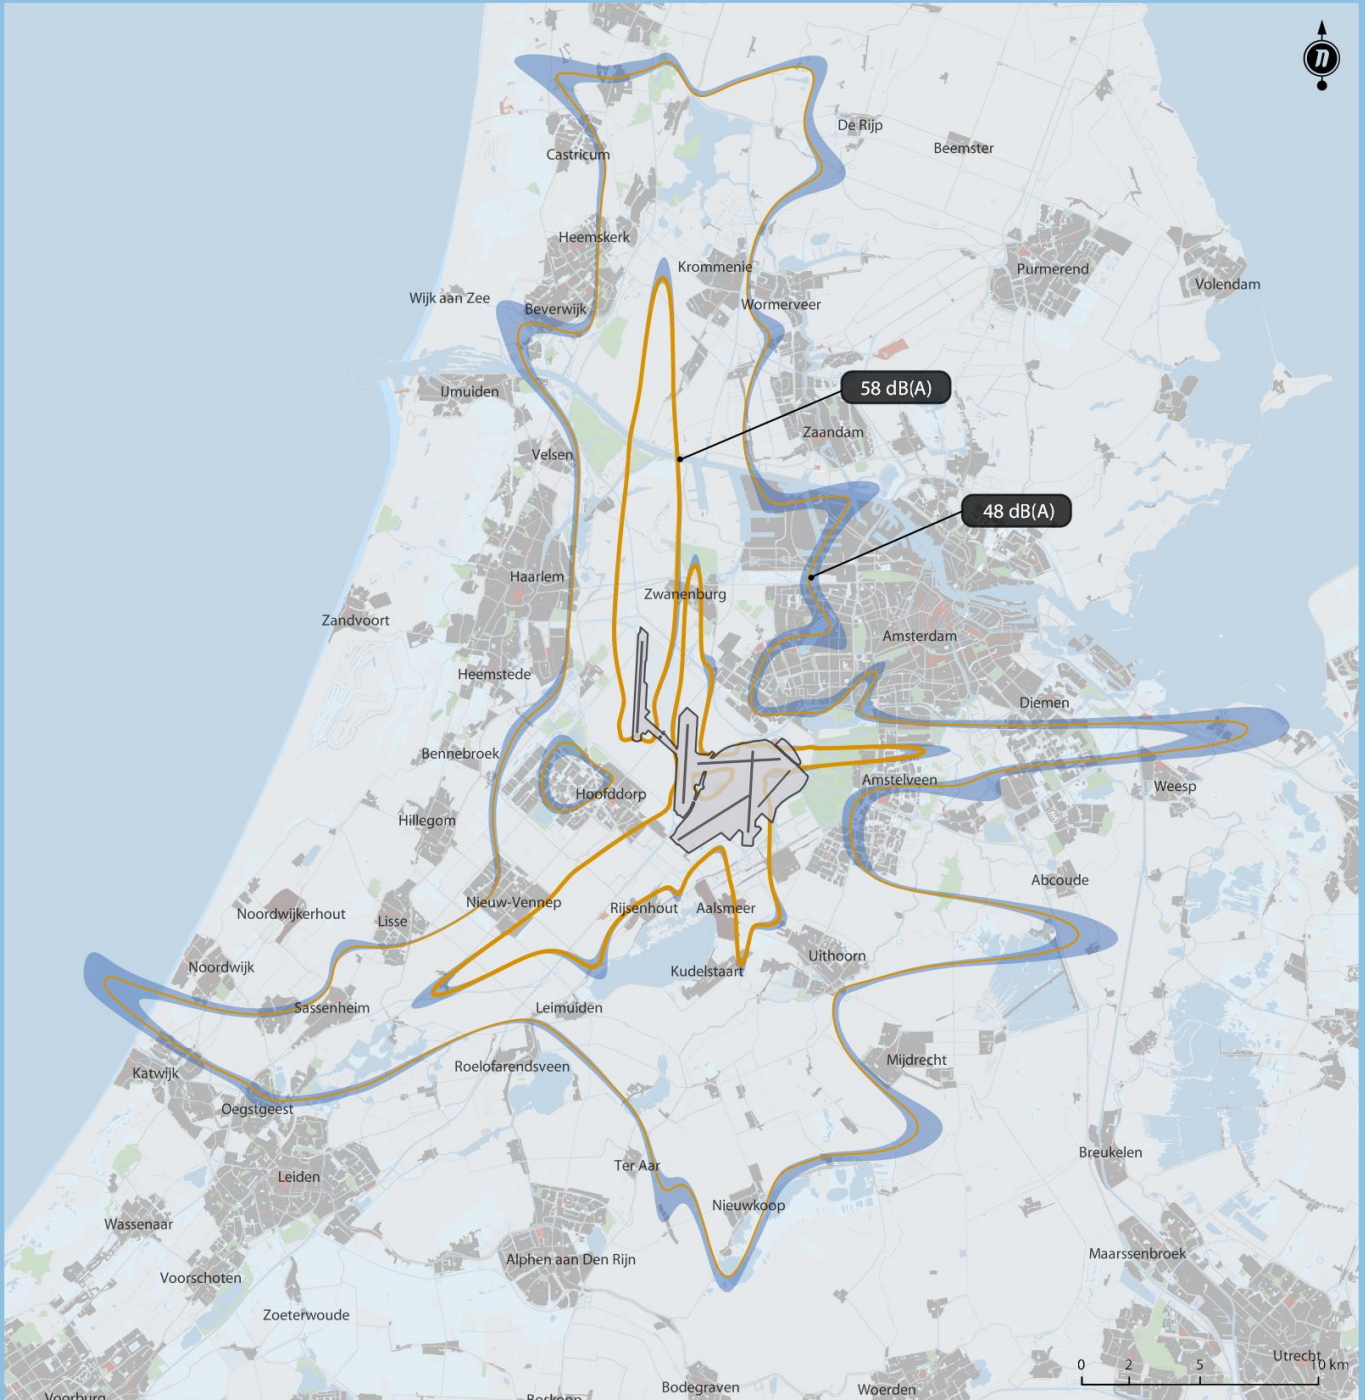 n
De Rijp
Beemster
Castricum
Heemskerk
Krommenie
Purmerend
Volendam
Wijk aan Zee
Beverwijk
Wormerveer
58 dB(A)
IJmuiden
Zaandam
Velsen
48 dB(A)
Haarlem
Zwanenburg
Zandvoort
Amsterdam
Heemstede
Diemen
Bennebroek
Amstelveen
Weesp
Hoofddorp
Hillegom
Abcoude
Nieuw-Vennep
Rijsenhout
Aalsmeer
Noordwijkerhout
Lisse
Uithoorn
Noordwijk
Kudelstaart
Sassenheim
Leimuiden
Mijdrecht
Katwijk
Roelofarendsveen
Oegstgeest
Breukelen
Ter Aar
Leiden
Nieuwkoop
Wassenaar
Maarssenbroek
Alphen aan Den Rijn
Voorschoten
Zoeterwoude
Utrecht
0 2 5 10 km
Bodegraven
Woerden
Voorburg
Boskoop